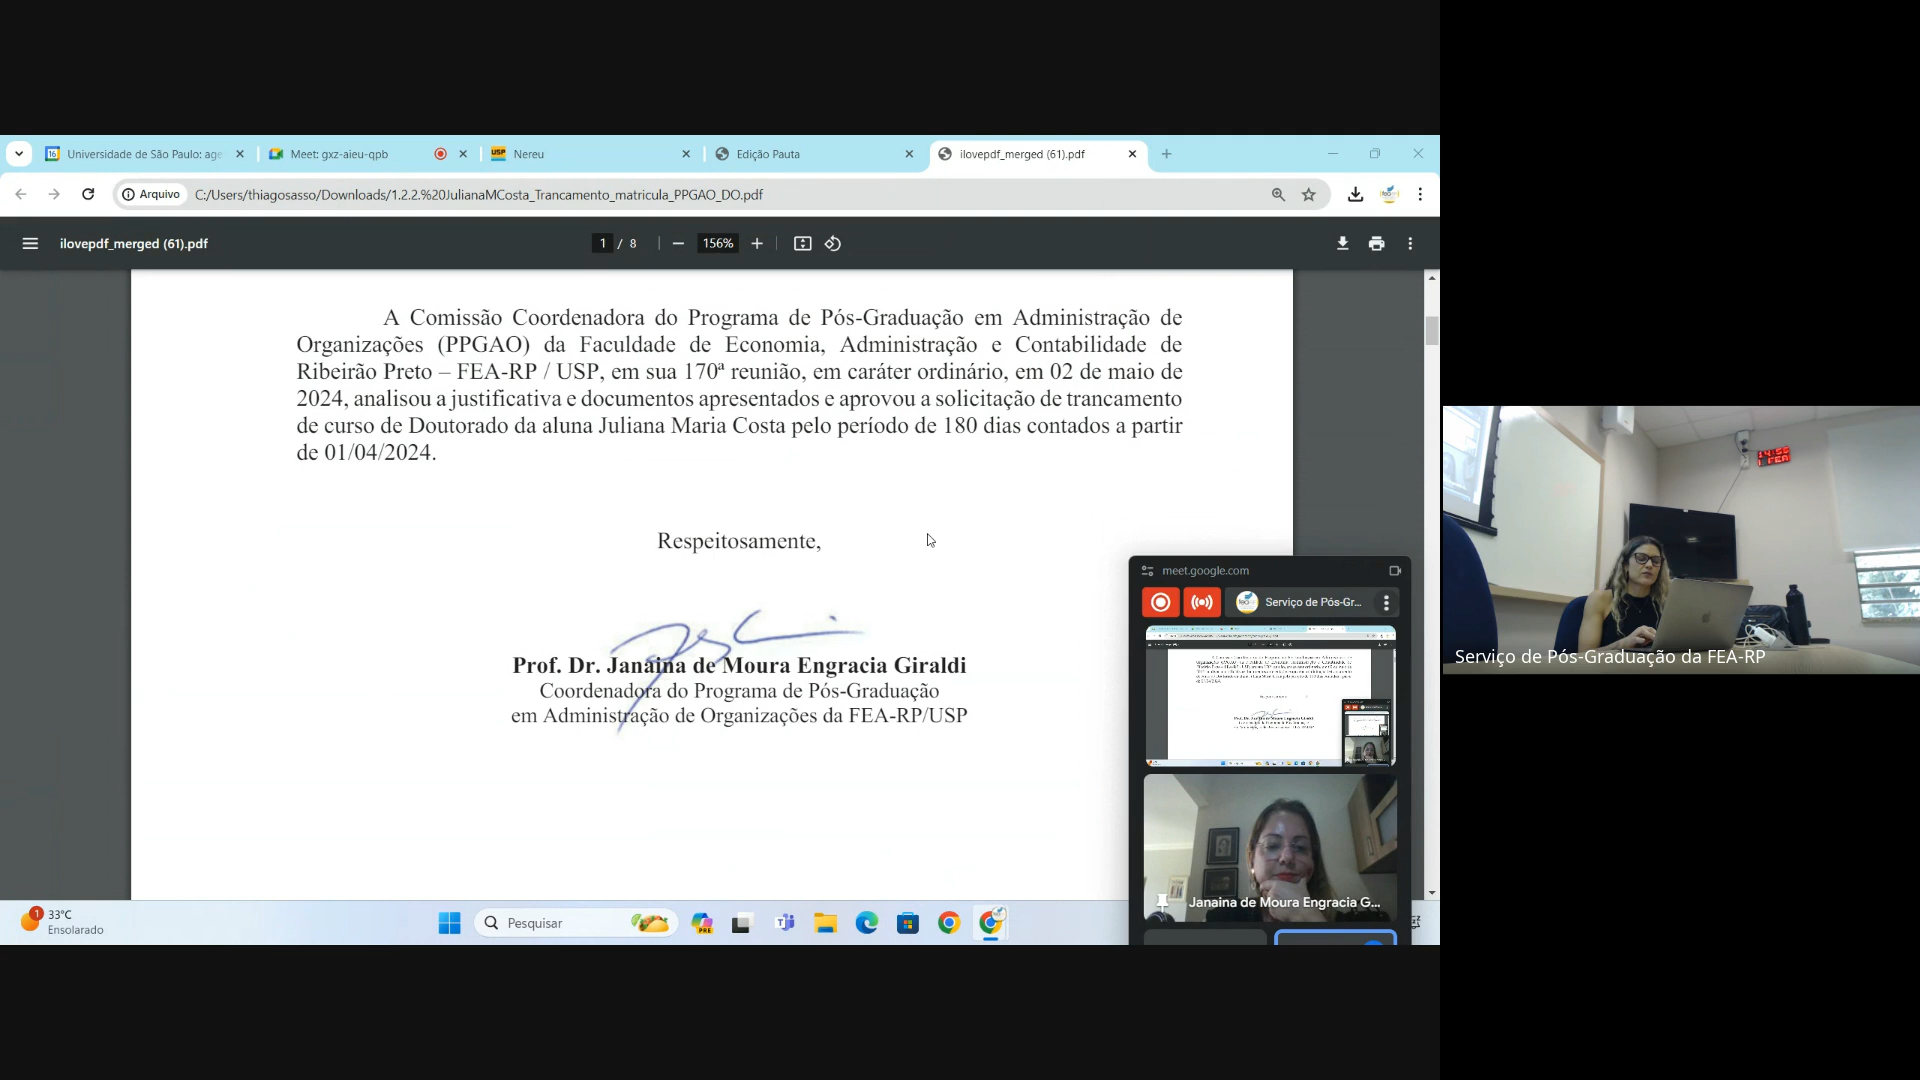 16 Universidade de São Paulo: age
Meet: gxz-aieu-qpb
USP Nereu
Edição Pauta
ilovepdf_merged (61).pdf
Arquivo
C:/Users/thiagosasso/Downloads/1.2.2.%20JulianaMCosta_Trancamento_matricula_PPGAO_DO.pdf
ilovepdf_merged (61).pdf
1 / 8
156%
A Comissão Coordenadora do Programa de Pós-Graduação em Administração de
Organizações (PPGAO) da Faculdade de Economia, Administração e Contabilidade de
Ribeirão Preto – FEA-RP / USP, em sua 170ª reunião, em caráter ordinário, em 02 de maio de
2024, analisou a justificativa e documentos apresentados e aprovou a solicitação de trancamento
de curso de Doutorado da aluna Juliana Maria Costa pelo período de 180 dias contados a partir
de 01/04/2024.
Respeitosamente,
Prof. Dr. Janaina de Moura Engracia Giraldi
Coordenadora do Programa de Pós-Graduação
em Administração de Organizações da FEA-RP/USP
meet.google.com
Serviço de Pós-Gr...
Janaina de Moura Engracia G...
Serviço de Pós-Graduação da FEA-RP
1
33°C
Ensolarado
Pesquisar
PRE